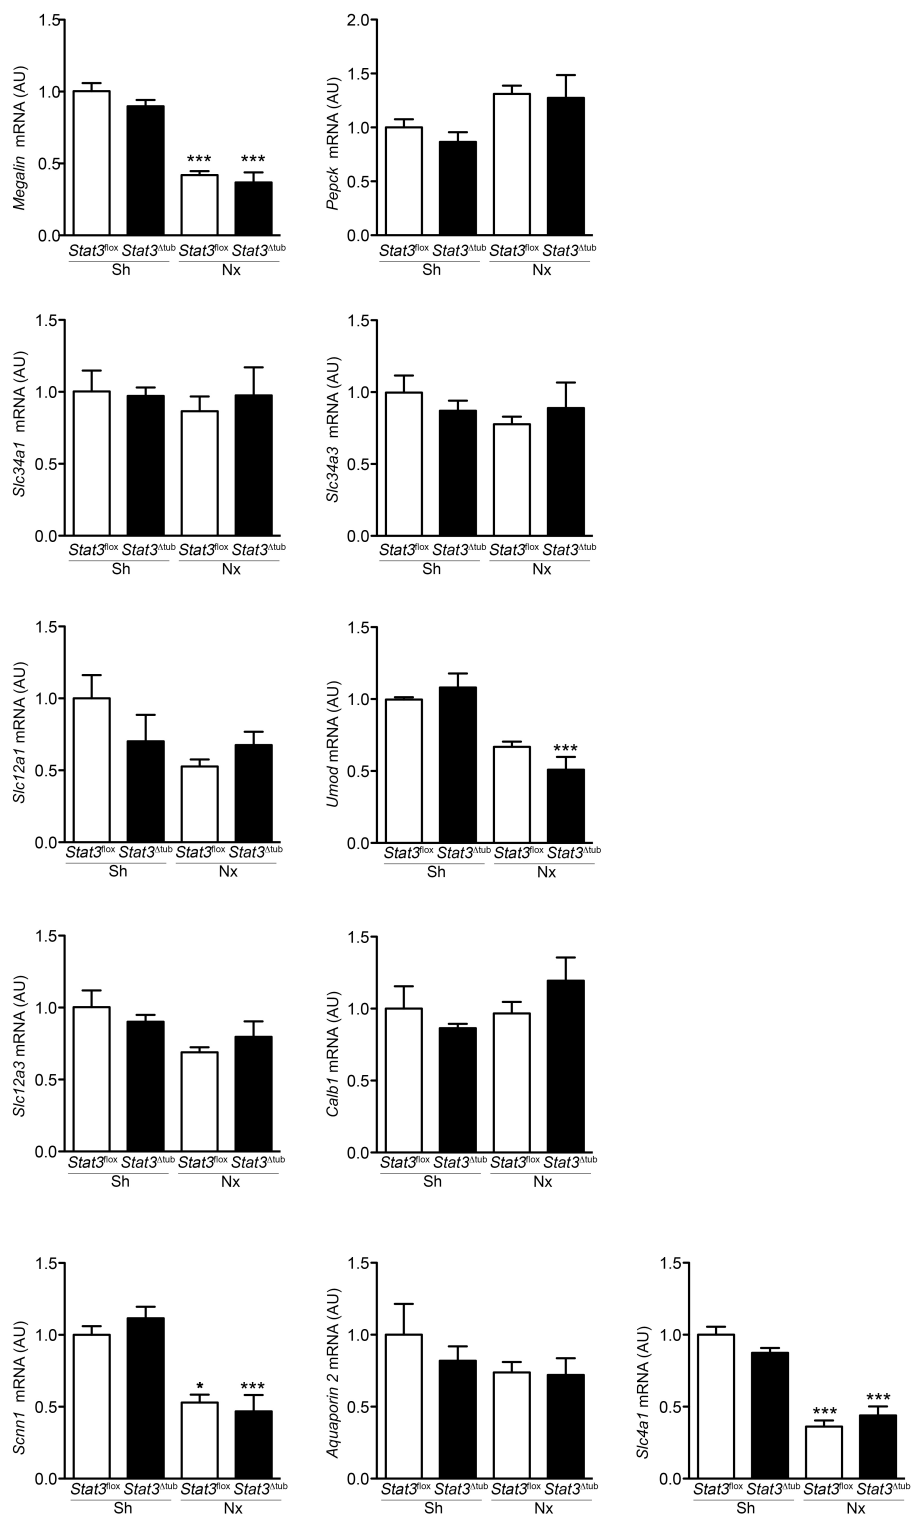 Megalin mRNA (AU)
1.5
1.0
0.5
0.0
*** ***
Stat3flox Stat3Δtub Stat3flox Stat3Δtub
Sh Nx
Pepck mRNA (AU)
2.0
1.5
1.0
0.5
0.0
Stat3flox Stat3Δtub Stat3flox Stat3Δtub
Sh Nx
Slc34a1 mRNA (AU)
1.5
1.0
0.5
0.0
Stat3flox Stat3Δtub Stat3flox Stat3Δtub
Sh Nx
Slc34a3 mRNA (AU)
1.5
1.0
0.5
0.0
Stat3flox Stat3Δtub Stat3flox Stat3Δtub
Sh Nx
Slc12a1 mRNA (AU)
1.5
1.0
0.5
0.0
Stat3flox Stat3Δtub Stat3flox Stat3Δtub
Sh Nx
Umod mRNA (AU)
1.5
1.0
0.5
0.0
***
Stat3flox Stat3Δtub Stat3flox Stat3Δtub
Sh Nx
Slc12a3 mRNA (AU)
1.5
1.0
0.5
0.0
Stat3flox Stat3Δtub Stat3flox Stat3Δtub
Sh Nx
Calb1 mRNA (AU)
1.5
1.0
0.5
0.0
Stat3flox Stat3Δtub Stat3flox Stat3Δtub
Sh Nx
Scnn1 mRNA (AU)
1.5
1.0
0.5
0.0
* ***
Stat3flox Stat3Δtub Stat3flox Stat3Δtub
Sh Nx
Aquaporin 2 mRNA (AU)
1.5
1.0
0.5
0.0
Stat3flox Stat3Δtub Stat3flox Stat3Δtub
Sh Nx
Slc4a1 mRNA (AU)
1.5
1.0
0.5
0.0
*** ***
Stat3flox Stat3Δtub Stat3flox Stat3Δtub
Sh Nx